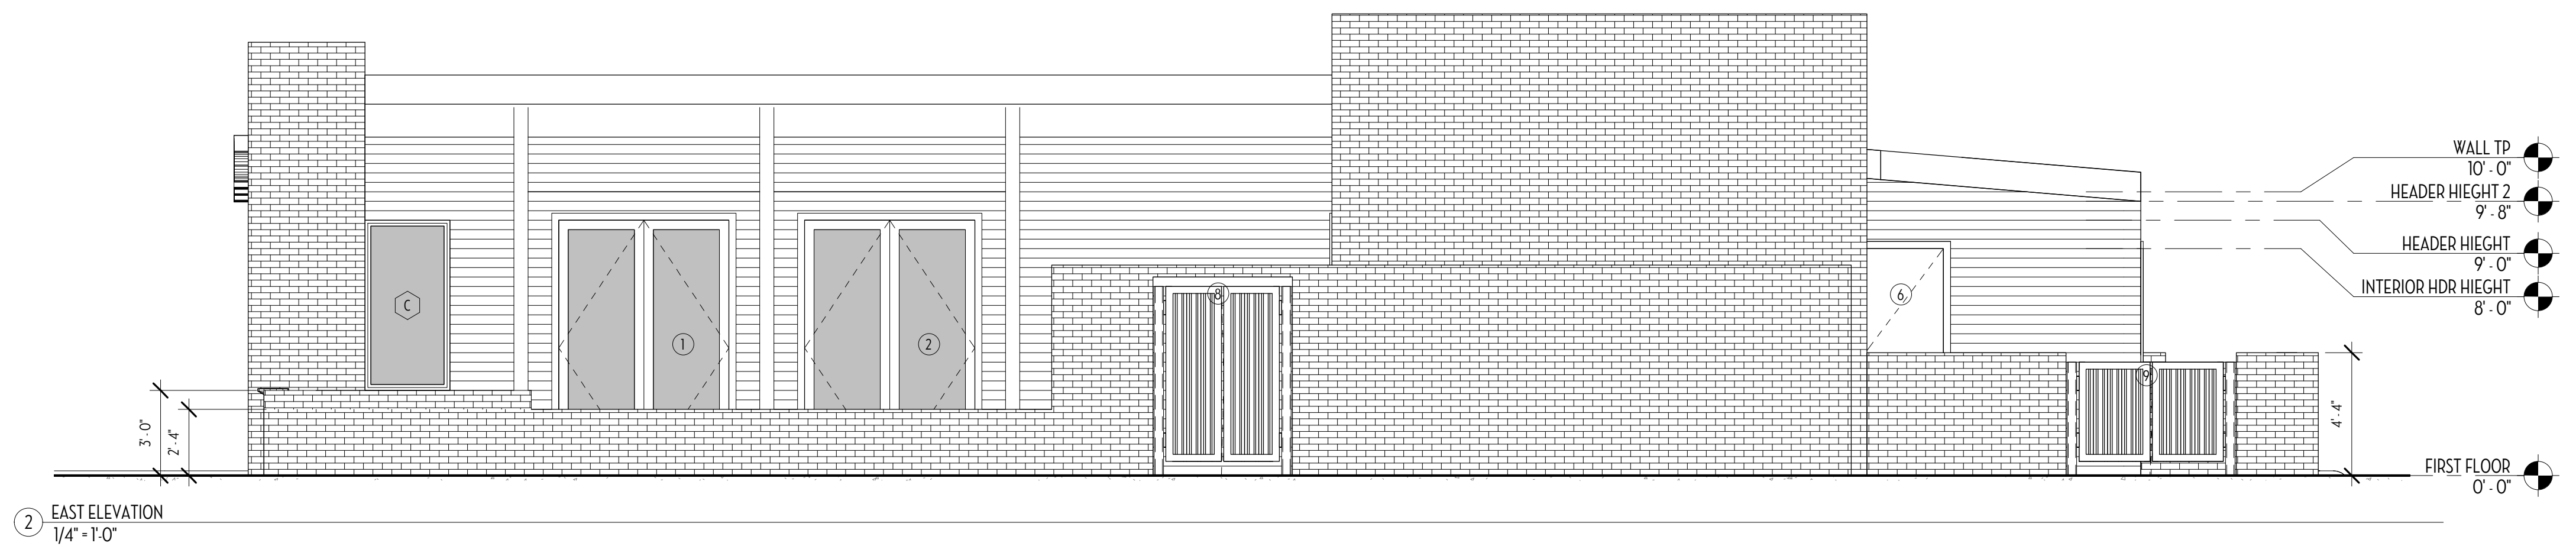 WALL TP
10' - 0"
HEADER HIEGHT 2
9' - 8"
HEADER HIEGHT
9' - 0"
INTERIOR HDR HIEGHT
8' - 0"
C
1
2
8
6
9
3' - 0"
2' - 4"
4' - 4"
FIRST FLOOR
0' - 0"
2
EAST ELEVATION
1/4" = 1'-0"